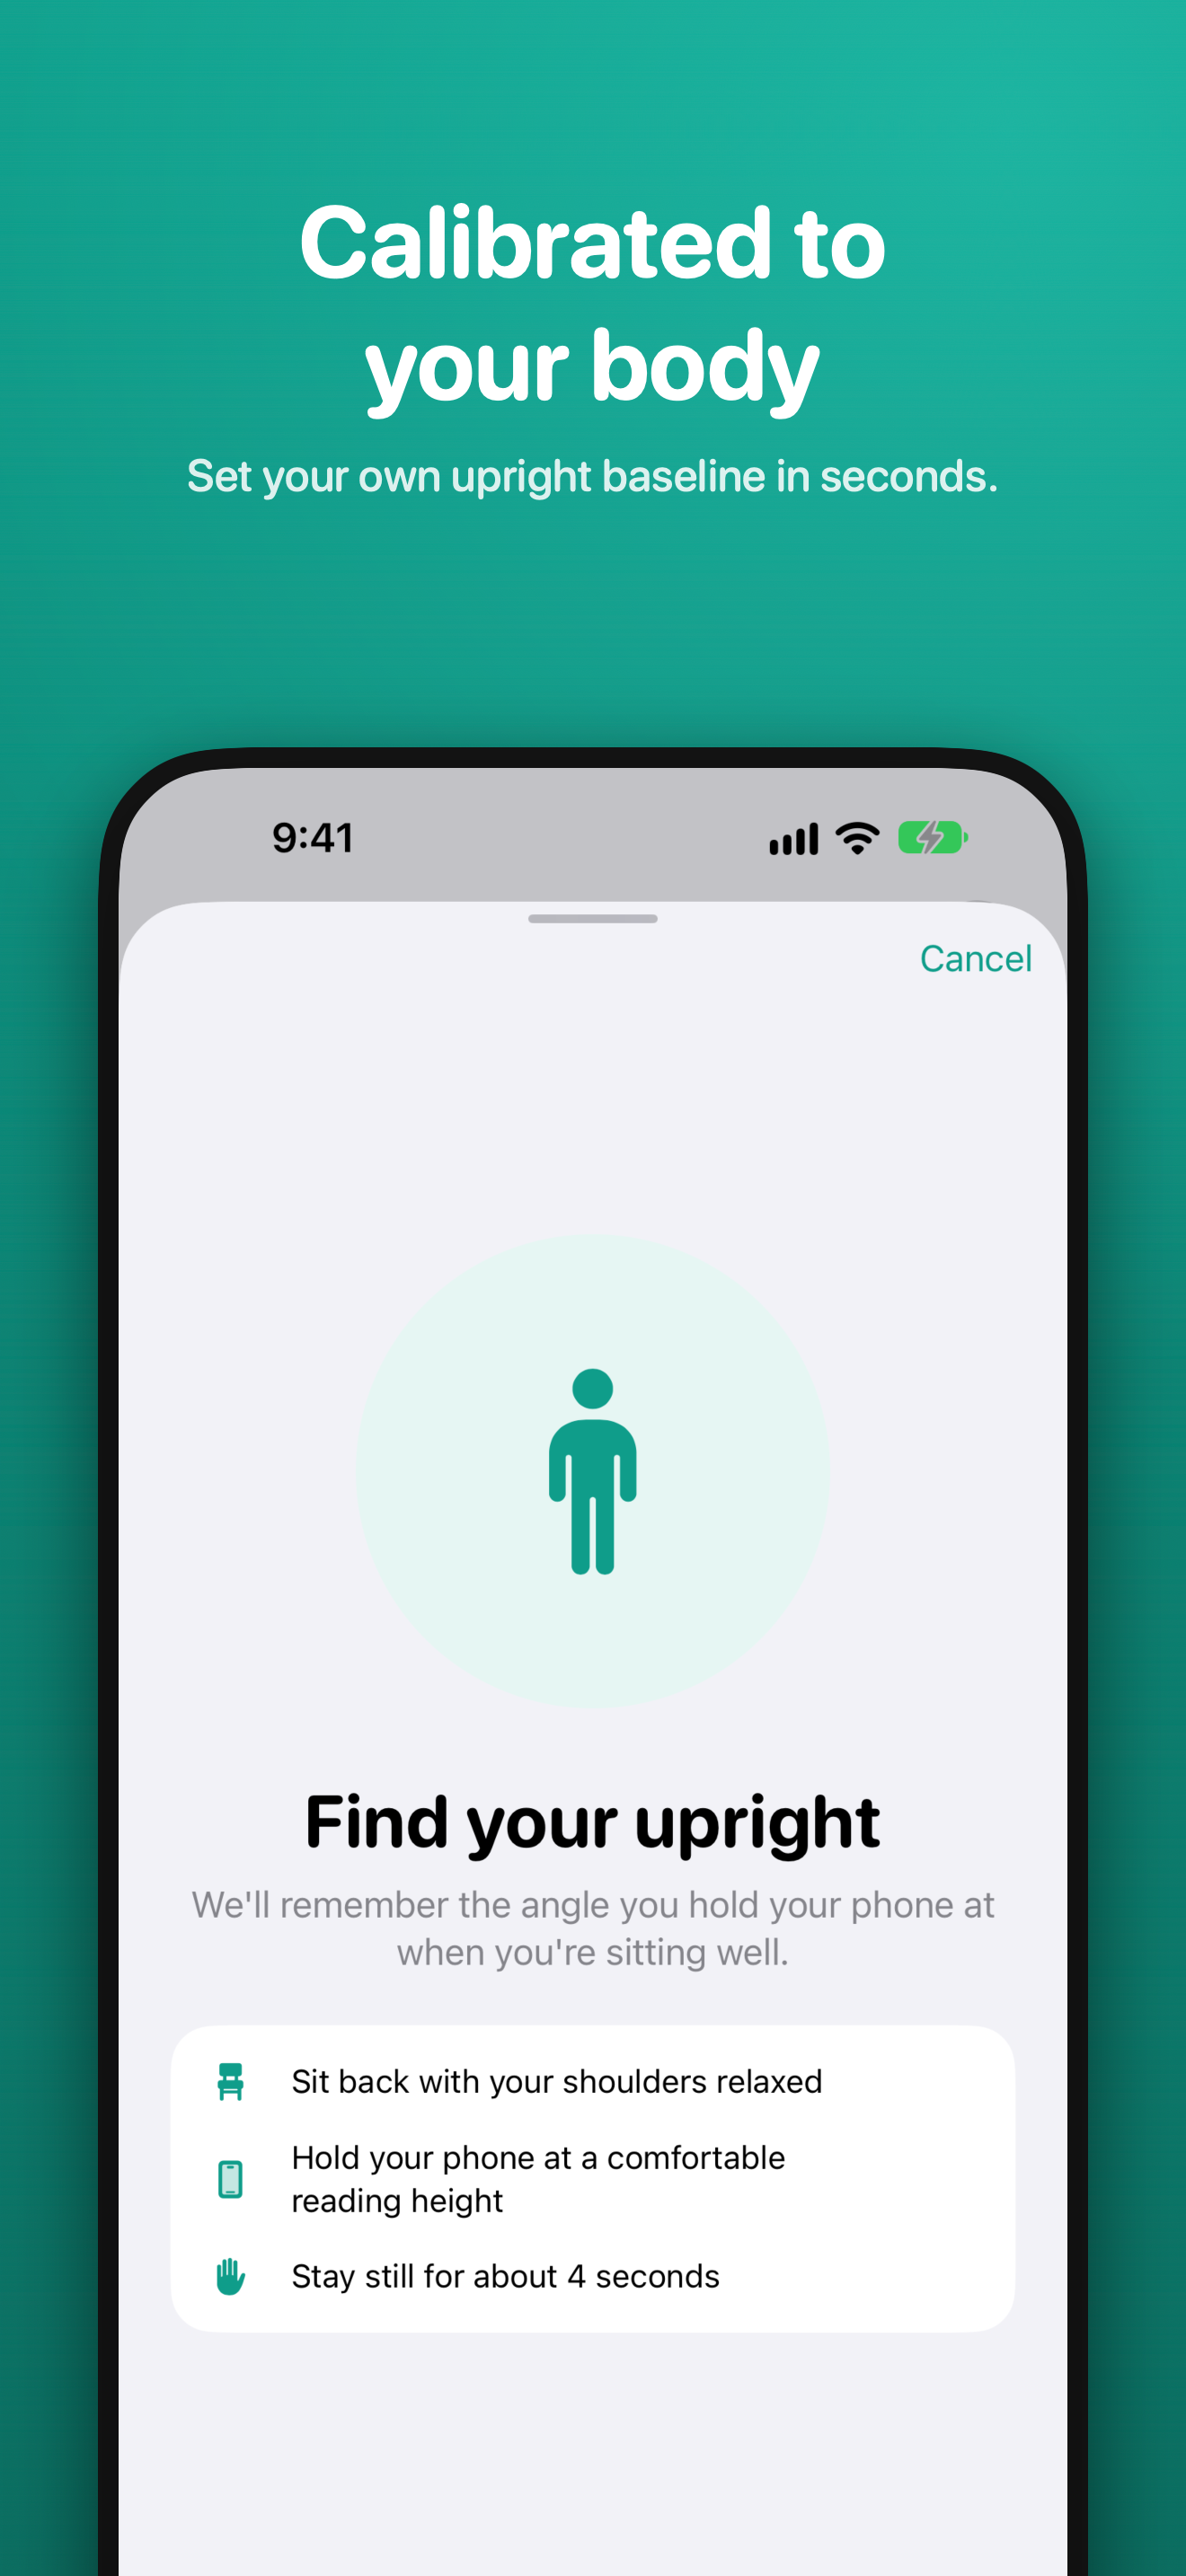 Calibrated to
your body
Set your own upright baseline in seconds.
9:41
Cancel
Find your upright
We'll remember the angle you hold your phone at
when you're sitting well.
Sit back with your shoulders relaxed
Hold your phone at a comfortable
reading height
Stay still for about 4 seconds